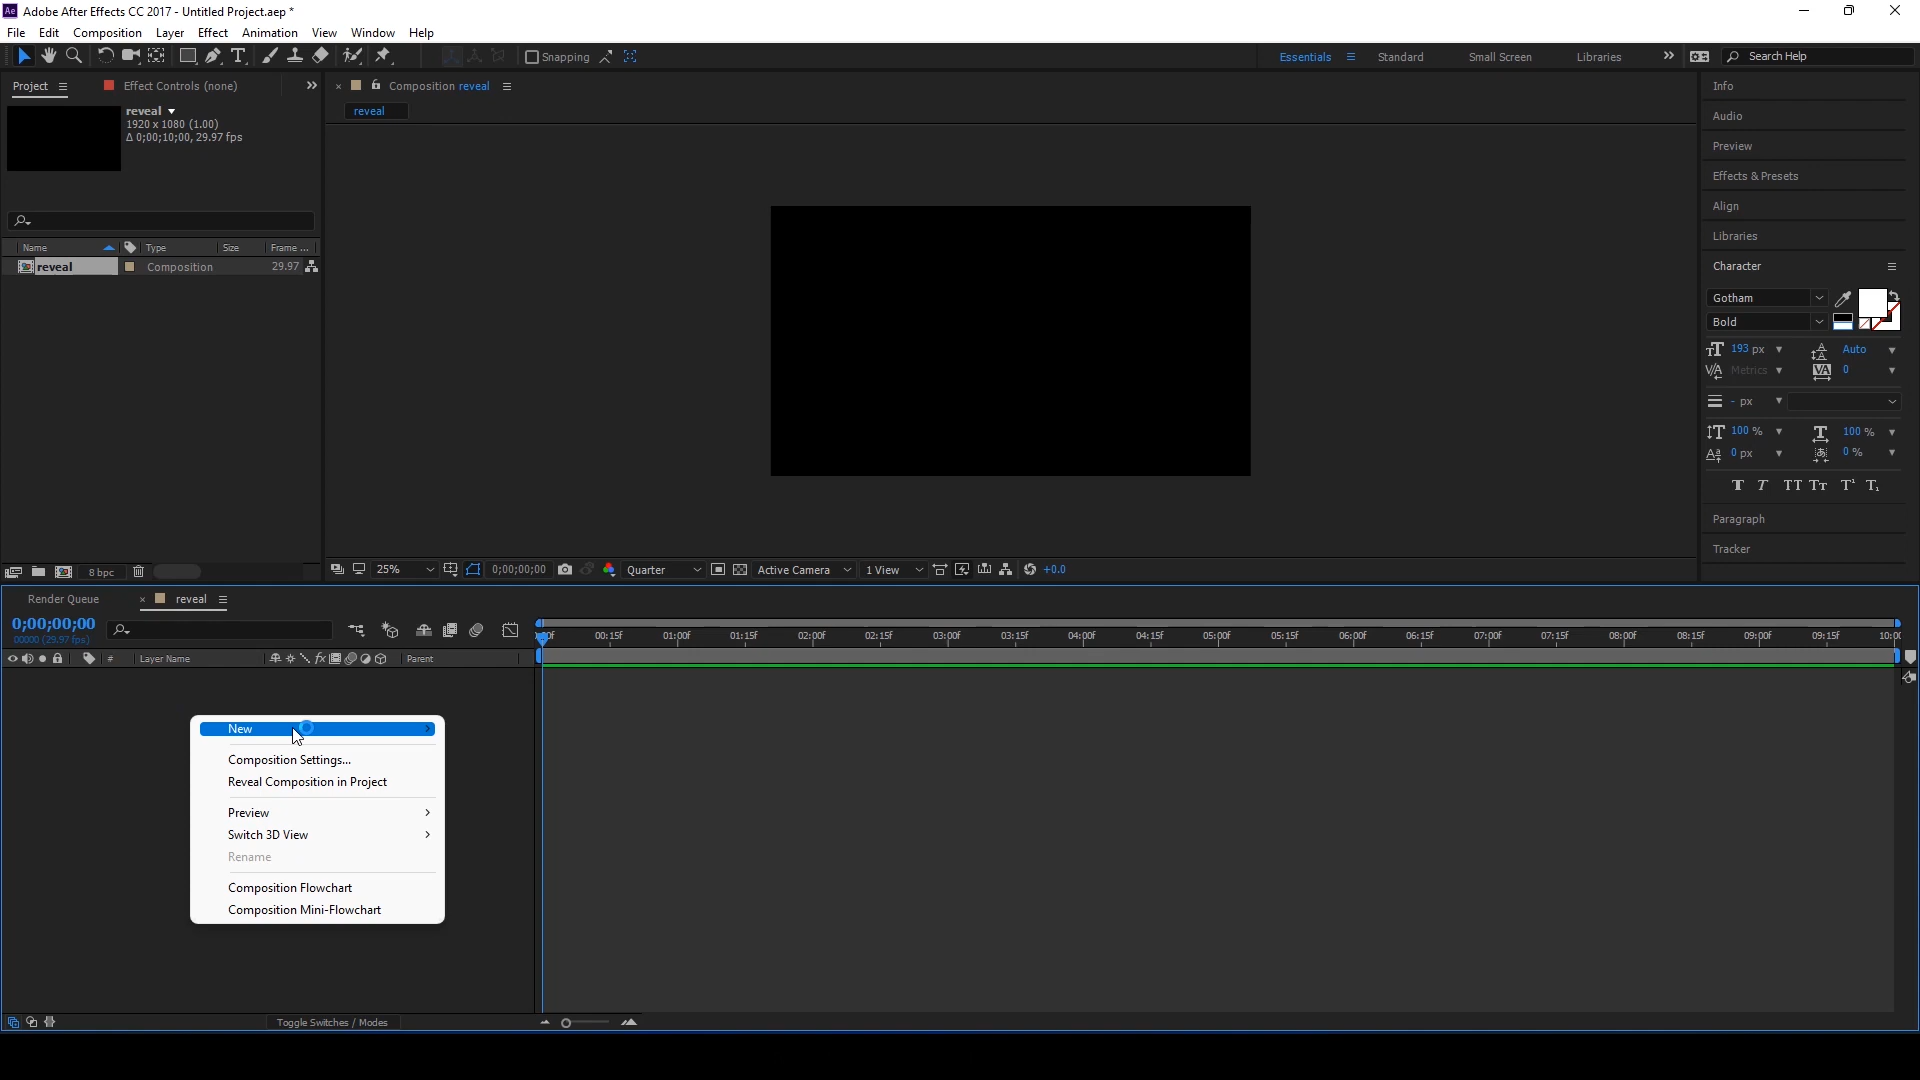 Ae Adobe After Effects CC 2017 - Untitled Project.aep *
File Edit Composition Layer Effect Animation View Window Help
Snapping Essentials Standard Small Screen Libraries Search Help
Project Effect Controls (none)
reveal
1920 x 1080 (1.00)
Δ 0;00;10;00, 29.97 fps
Name Type Size Frame ...
reveal Composition 29.97
Composition reveal
reveal
25% 0;00;00;00 Quarter Active Camera 1 View +0.0
8 bpc
Info
Audio
Preview
Effects & Presets
Align
Libraries
Character
Gotham
Bold
193 px Auto
Metrics 0
- px
100 % 100 %
0 px 0 %
T T TT Tт T¹ T₁
Paragraph
Tracker
Render Queue reveal
0;00;00;00
00000 (29.97 fps)
00:15f 01:00f 01:15f 02:00f 02:15f 03:00f 03:15f 04:00f 04:15f 05:00f 05:15f 06:00f 06:15f 07:00f 07:15f 08:00f 08:15f 09:00f 09:15f 10:00
# Layer Name fx Parent
New
Composition Settings...
Reveal Composition in Project
Preview
Switch 3D View
Rename
Composition Flowchart
Composition Mini-Flowchart
Toggle Switches / Modes